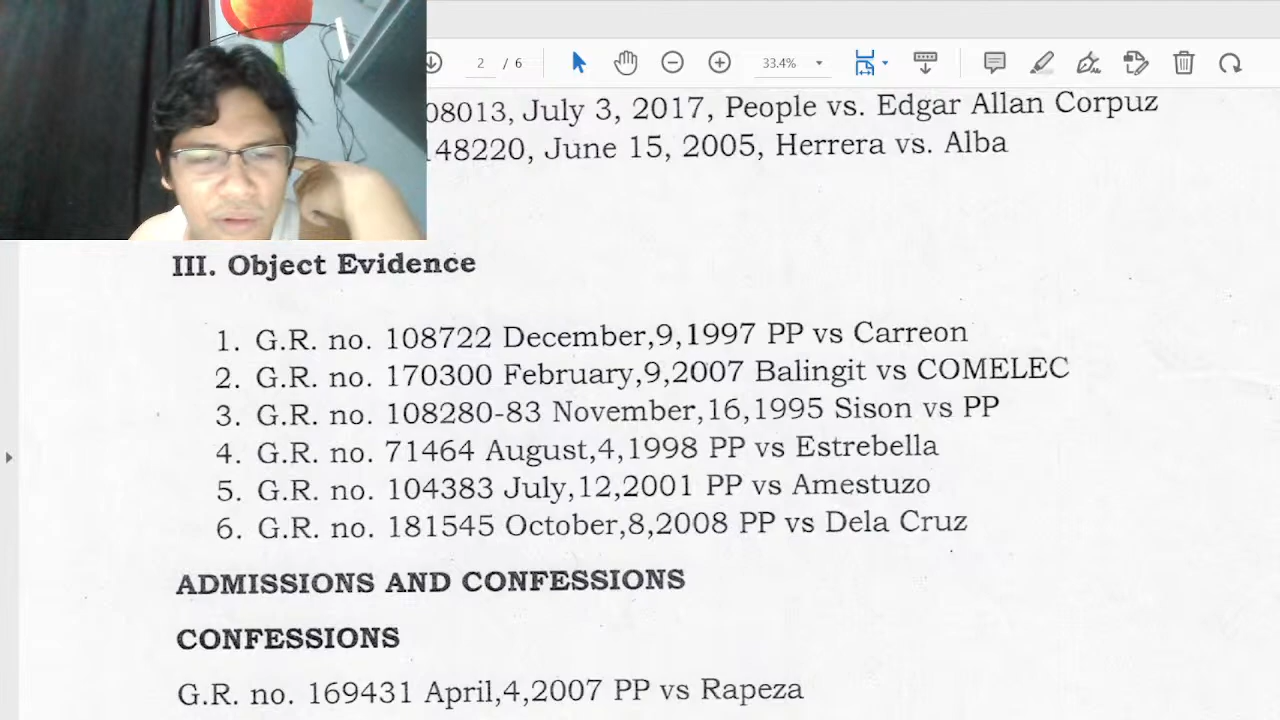 2 / 6
33.4%
08013, July 3, 2017, People vs. Edgar Allan Corpuz
148220, June 15, 2005, Herrera vs. Alba
III. Object Evidence
1. G.R. no. 108722 December,9,1997 PP vs Carreon
2. G.R. no. 170300 February,9,2007 Balingit vs COMELEC
3. G.R. no. 108280-83 November,16,1995 Sison vs PP
4. G.R. no. 71464 August,4,1998 PP vs Estrebella
5. G.R. no. 104383 July,12,2001 PP vs Amestuzo
6. G.R. no. 181545 October,8,2008 PP vs Dela Cruz
ADMISSIONS AND CONFESSIONS
CONFESSIONS
G.R. no. 169431 April,4,2007 PP vs Rapeza